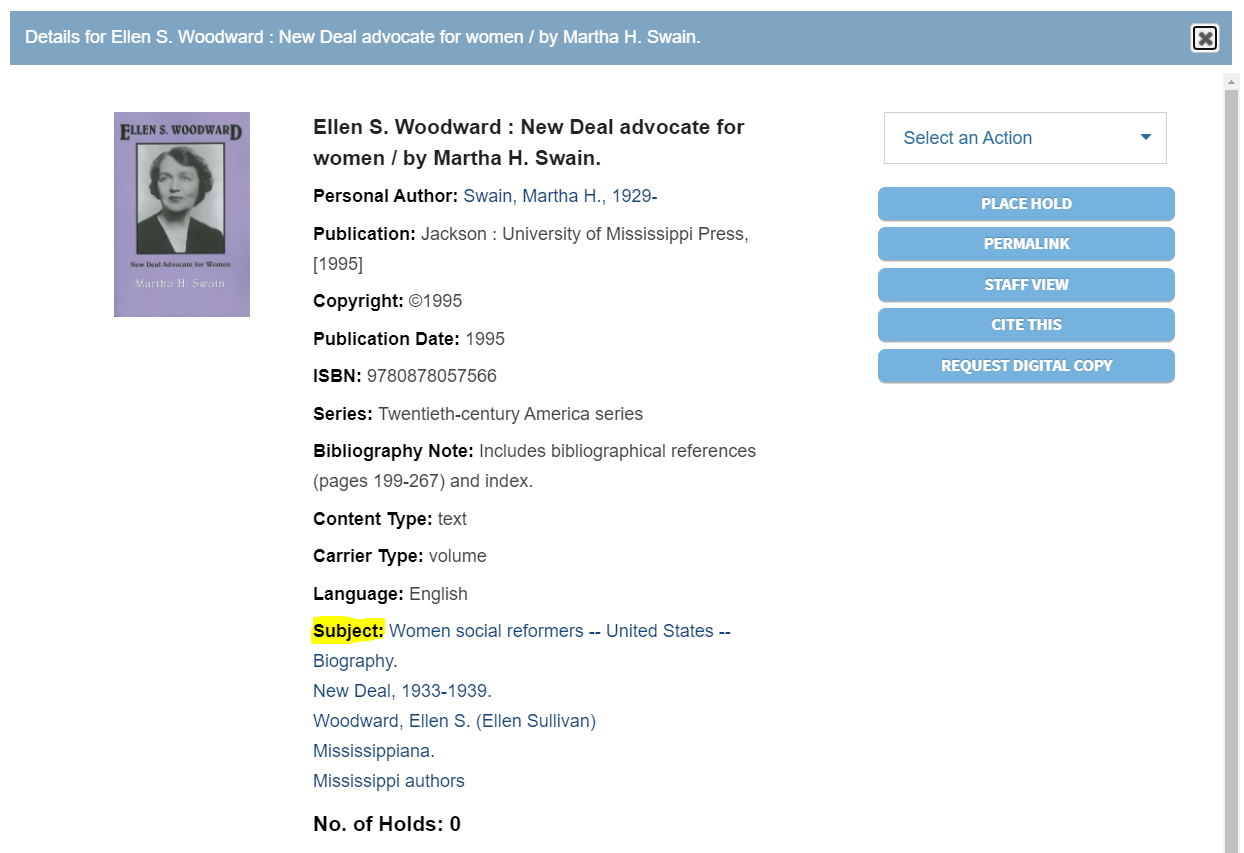 Details for Ellen S. Woodward : New Deal advocate for women / by Martha H. Swain.
ELLEN S. WOODWARD
New Deal Advocate for Women
Martha H. Swain
Ellen S. Woodward : New Deal advocate for
women / by Martha H. Swain.
Personal Author: Swain, Martha H., 1929-
Publication: Jackson : University of Mississippi Press,
[1995]
Copyright: ©1995
Publication Date: 1995
ISBN: 9780878057566
Series: Twentieth-century America series
Bibliography Note: Includes bibliographical references
(pages 199-267) and index.
Content Type: text
Carrier Type: volume
Language: English
Subject: Women social reformers -- United States --
Biography.
New Deal, 1933-1939.
Woodward, Ellen S. (Ellen Sullivan)
Mississippiana.
Mississippi authors
No. of Holds: 0
Select an Action
PLACE HOLD
PERMALINK
STAFF VIEW
CITE THIS
REQUEST DIGITAL COPY